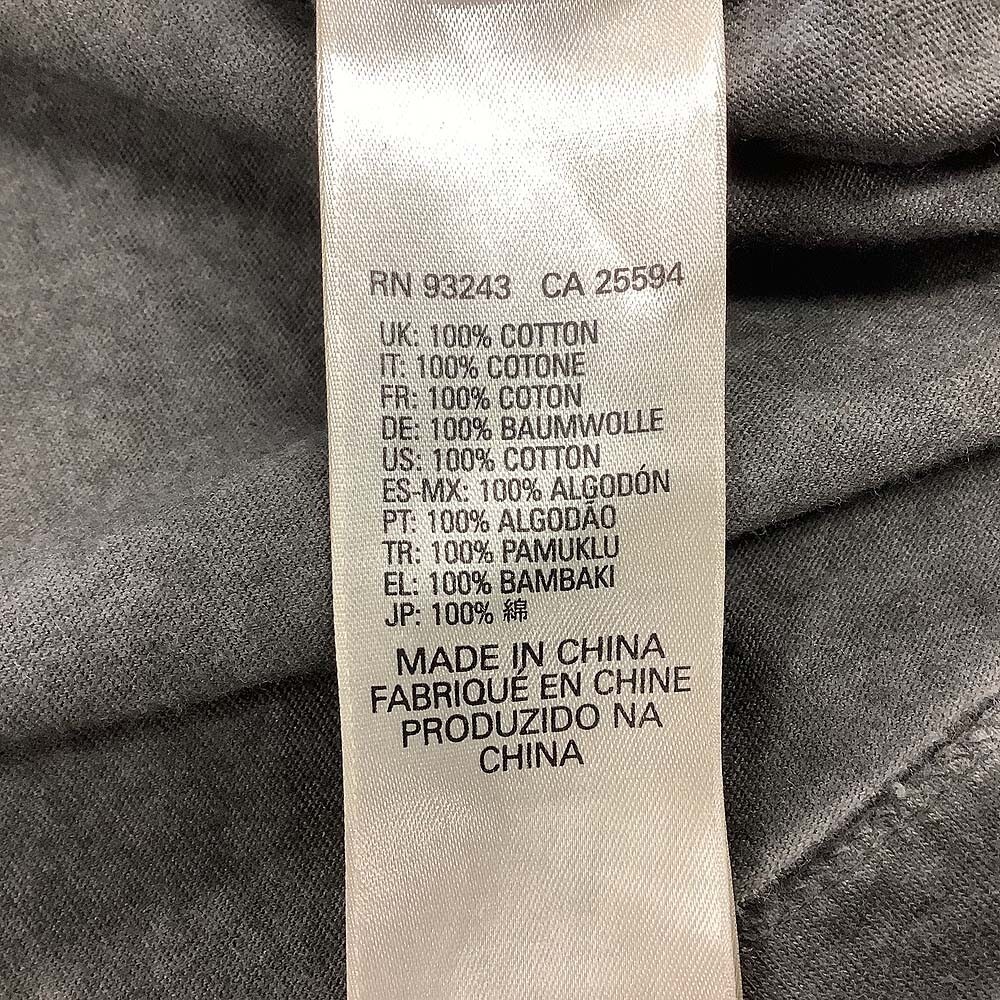 RN 93243 CA 25594
UK: 100% COTTON
IT: 100% COTONE
FR: 100% COTON
DE: 100% BAUMWOLLE
US: 100% COTTON
ES-MX: 100% ALGODÓN
PT: 100% ALGODÃO
TR: 100% PAMUKLU
EL: 100% BAMBAKI
JP: 100% 綿
MADE IN CHINA
FABRIQUÉ EN CHINE
PRODUZIDO NA
CHINA